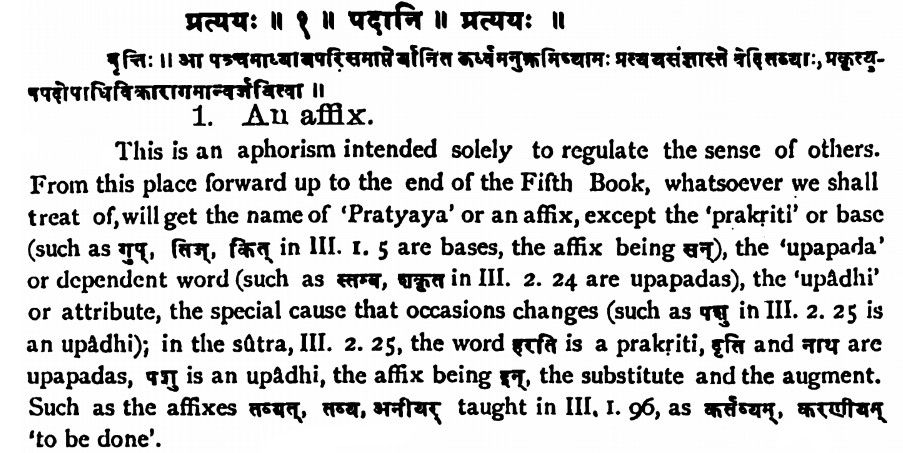 प्रत्ययः ॥ १ ॥ पदानि ॥ प्रत्ययः ॥
वृत्तिः ॥ आ पञ्चमाध्यायपरिसमाप्तेर्यानित ऊर्ध्वमनुक्रमिष्यामः प्रत्ययसंज्ञास्ते वेदितव्याः, प्रकृत्यु-
पपदोपाधिविकारागमान्वर्जयित्वा ॥
1. An affix.
This is an aphorism intended solely to regulate the sense of others.
From this place forward up to the end of the Fifth Book, whatsoever we shall
treat of, will get the name of ‘Pratyaya’ or an affix, except the ‘prakṛiti’ or base
(such as गुप्, तिज्, कित् in III. 1. 5 are bases, the affix being सन्), the ‘upapada’
or dependent word (such as स्तम्ब, शकृत in III. 2. 24 are upapadas), the ‘upâdhi’
or attribute, the special cause that occasions changes (such as पशु in III. 2. 25 is
an upâdhi); in the sûtra, III. 2. 25, the word हरति is a prakṛiti, दृति and नाथ are
upapadas, पशु is an upâdhi, the affix being इन्, the substitute and the augment.
Such as the affixes तव्यत्, तव्य, अनीयर् taught in III. 1. 96, as कर्तव्यम्, करणीयम्
‘to be done’.